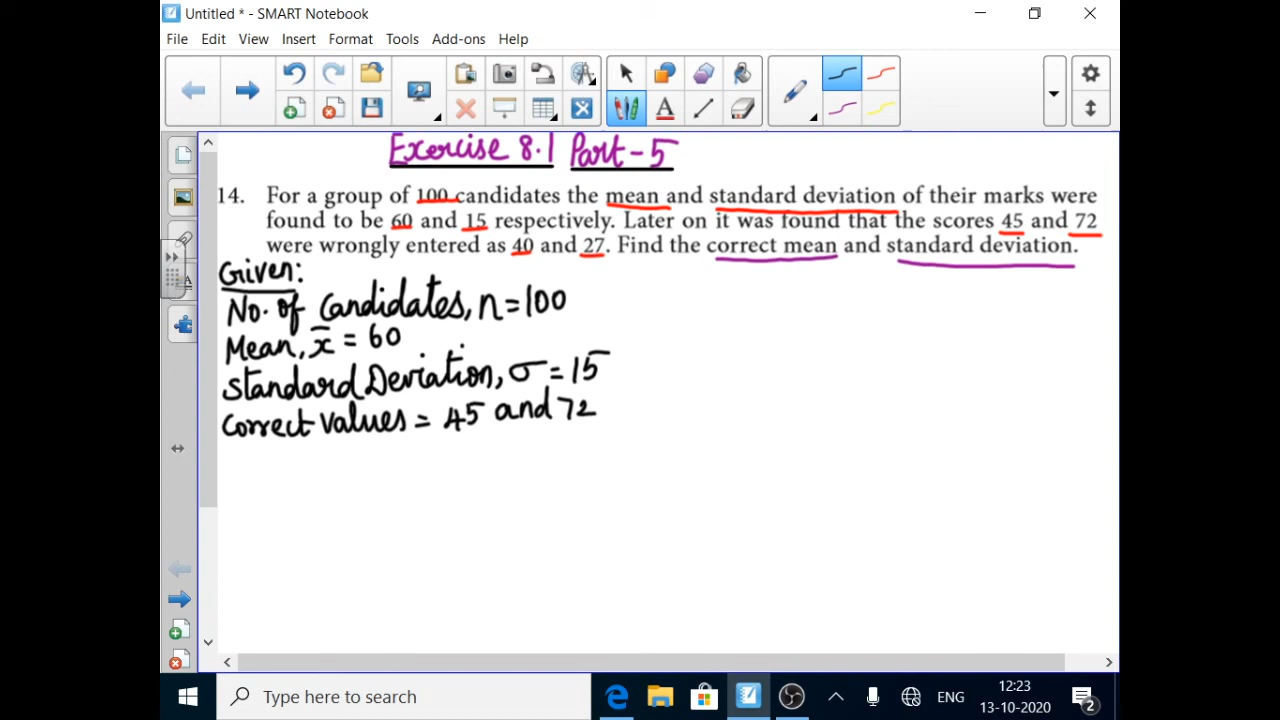 Untitled * - SMART Notebook
File Edit View Insert Format Tools Add-ons Help
Exercise 8.1 Part-5
14. For a group of 100 candidates the mean and standard deviation of their marks were
found to be 60 and 15 respectively. Later on it was found that the scores 45 and 72
were wrongly entered as 40 and 27. Find the correct mean and standard deviation.
Given:
No. of Candidates, n = 100
Mean, x̄ = 60
Standard Deviation, σ = 15
Correct Values = 45 and 72
Type here to search
ENG
12:23
13-10-2020
2